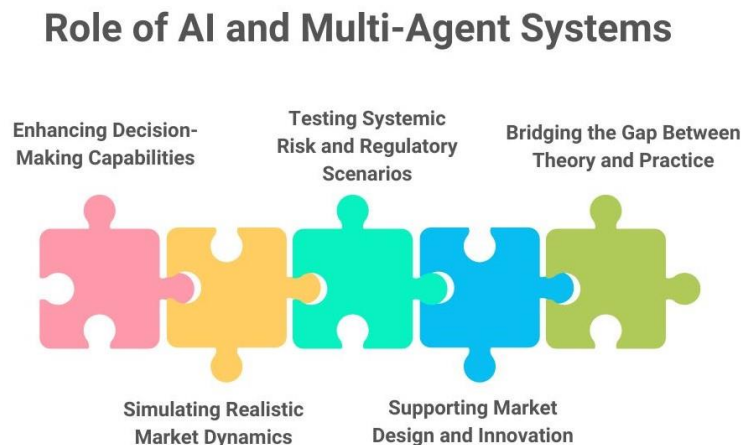 Role of AI and Multi-Agent Systems
Enhancing Decision-
Making Capabilities
Testing Systemic
Risk and Regulatory
Scenarios
Bridging the Gap Between
Theory and Practice
Simulating Realistic
Market Dynamics
Supporting Market
Design and Innovation